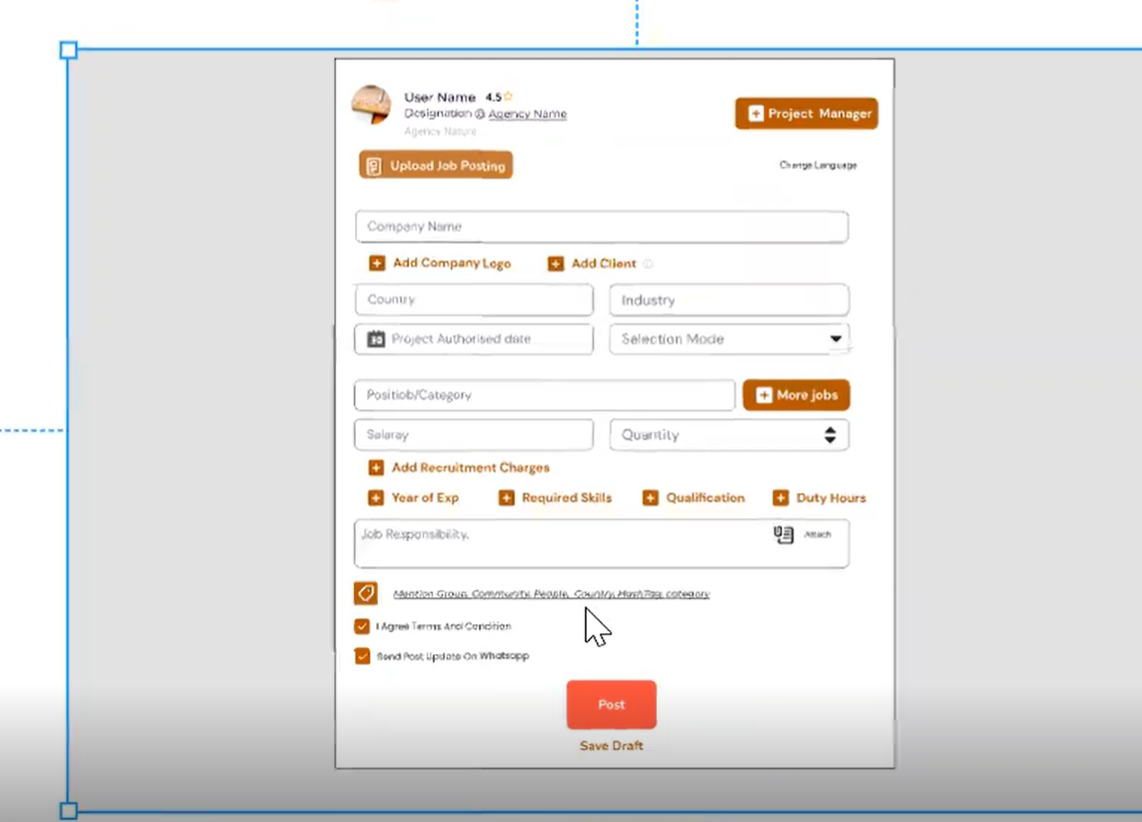 User Name 4.5
Designation @ Agency Name
Agency Nature
Project Manager
Upload Job Posting
Change Language
Company Name
Add Company Logo Add Client
Country Industry
Project Authorised date Selection Mode
Positiob/Category More jobs
Salaray Quantity
Add Recruitment Charges
Year of Exp Required Skills Qualification Duty Hours
Job Responsibility. Attach
Mention Group, Community, People, Country, HashTag, category
I Agree Terms And Condition
Send Post Update On Whatsapp
Post
Save Draft